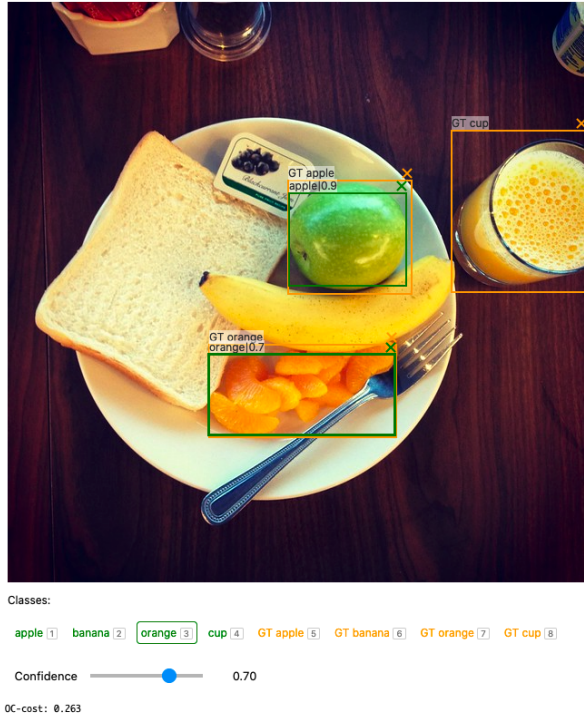 Blackcurrant Jam
GT cup
GT apple
apple|0.9
GT orange
orange|0.7
Classes:
apple 1 banana 2 orange 3 cup 4 GT apple 5 GT banana 6 GT orange 7 GT cup 8
Confidence 0.70
OC-cost: 0.263